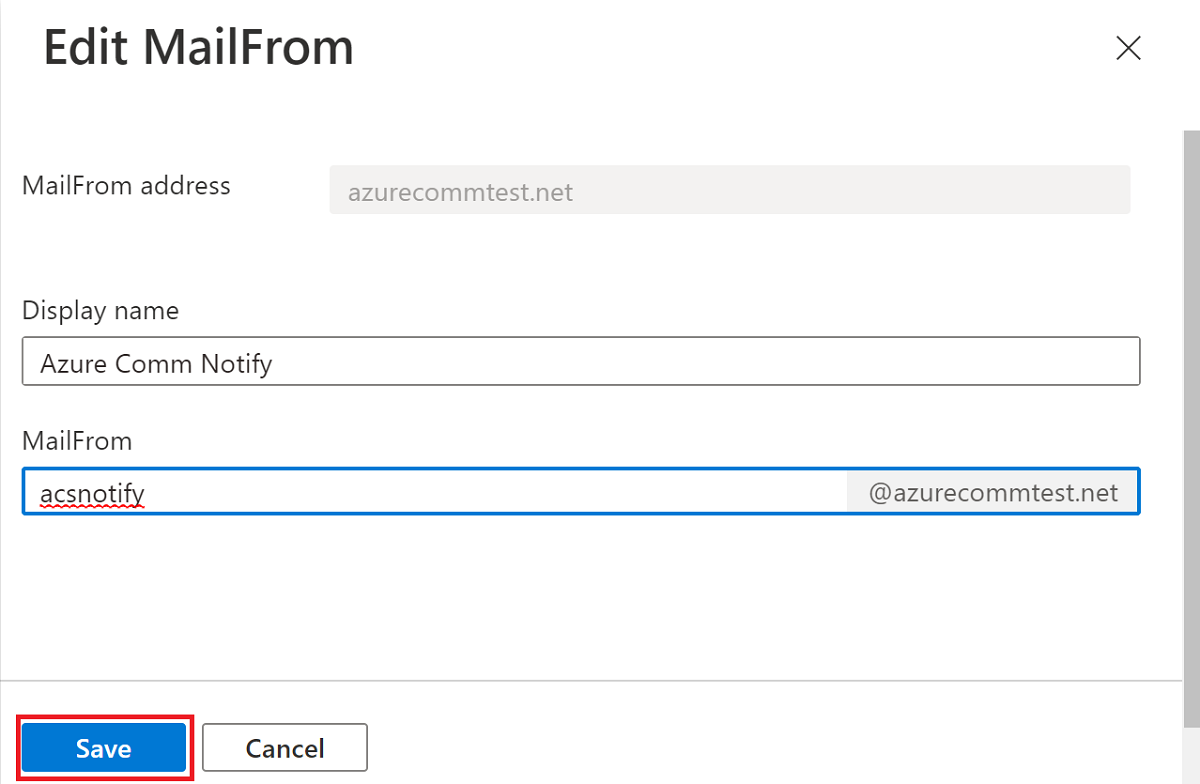 Edit MailFrom
MailFrom address
azurecommtest.net
Display name
Azure Comm Notify
MailFrom
acsnotify @azurecommtest.net
Save Cancel